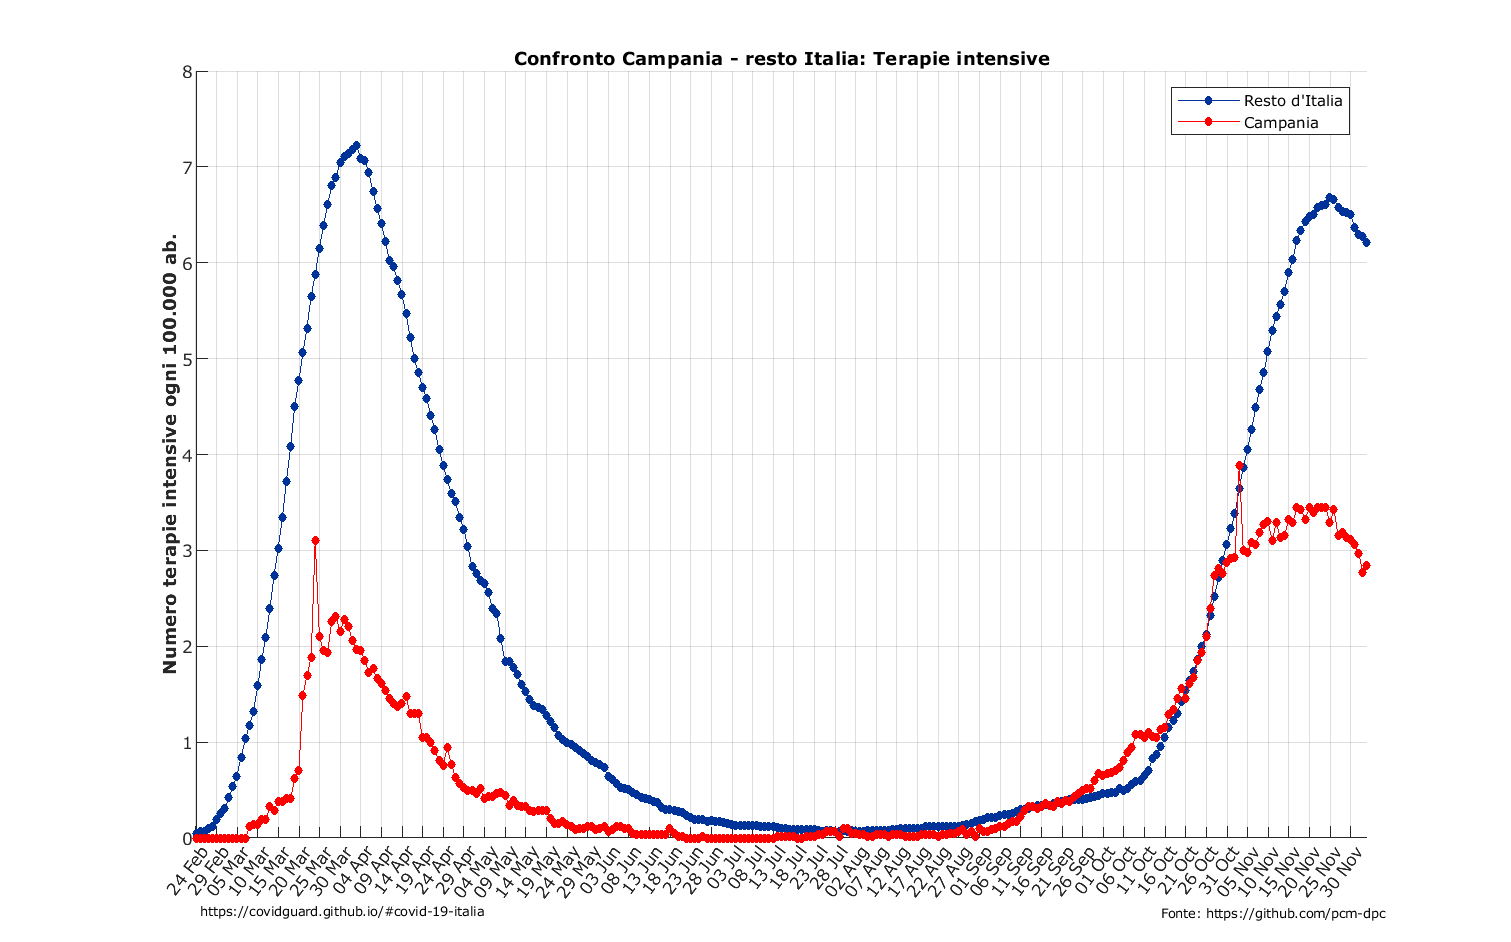 Confronto Campania - resto Italia: Terapie intensive
8
7
6
5
4
3
2
1
0
Numero terapie intensive ogni 100.000 ab.
Resto d'Italia
Campania
24 Feb
29 Feb
05 Mar
10 Mar
15 Mar
20 Mar
25 Mar
30 Mar
04 Apr
09 Apr
14 Apr
19 Apr
24 Apr
29 Apr
04 May
09 May
14 May
19 May
24 May
29 May
03 Jun
08 Jun
13 Jun
18 Jun
23 Jun
28 Jun
03 Jul
08 Jul
13 Jul
18 Jul
23 Jul
28 Jul
02 Aug
07 Aug
12 Aug
17 Aug
22 Aug
27 Aug
01 Sep
06 Sep
11 Sep
16 Sep
21 Sep
26 Sep
01 Oct
06 Oct
11 Oct
16 Oct
21 Oct
26 Oct
31 Oct
05 Nov
10 Nov
15 Nov
20 Nov
25 Nov
30 Nov
https://covidguard.github.io/#covid-19-italia
Fonte: https://github.com/pcm-dpc